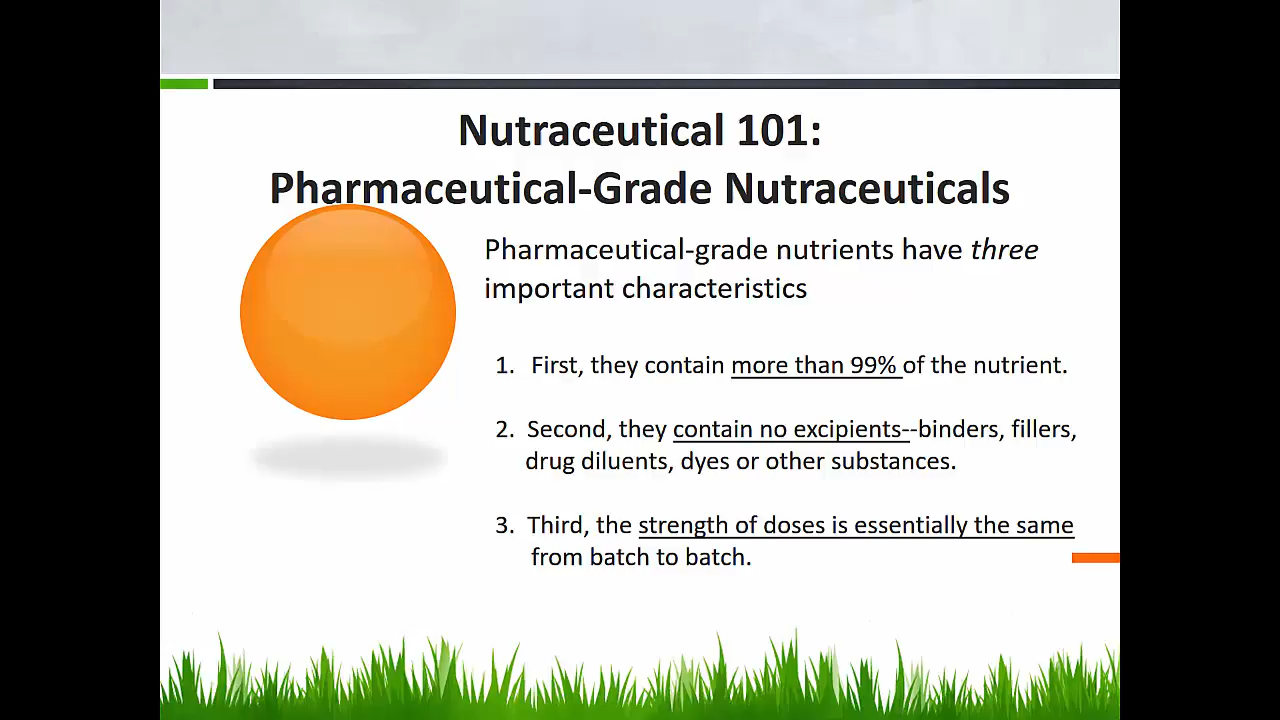 Nutraceutical 101:
Pharmaceutical-Grade Nutraceuticals
Pharmaceutical-grade nutrients have three
important characteristics
1. First, they contain more than 99% of the nutrient.
2. Second, they contain no excipients--binders, fillers,
drug diluents, dyes or other substances.
3. Third, the strength of doses is essentially the same
from batch to batch.